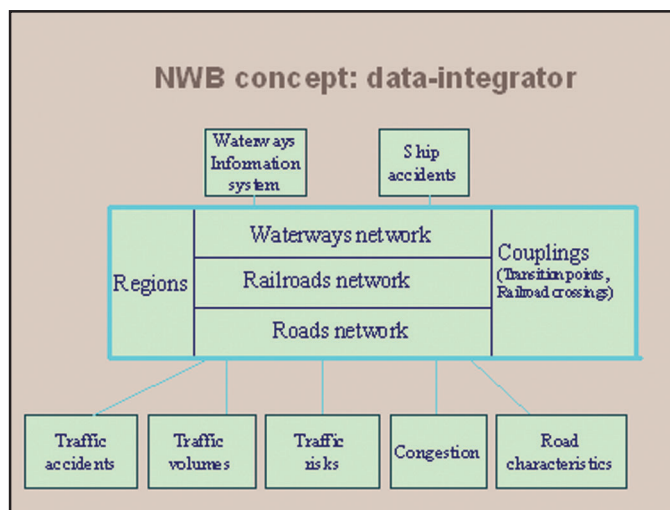 NWB concept: data-integrator
Waterways
Information
system
Ship
accidents
Regions
Waterways network
Railroads network
Roads network
Couplings
(Transition points,
Railroad crossings)
Traffic
accidents
Traffic
volumes
Traffic
risks
Congestion
Road
characteristics